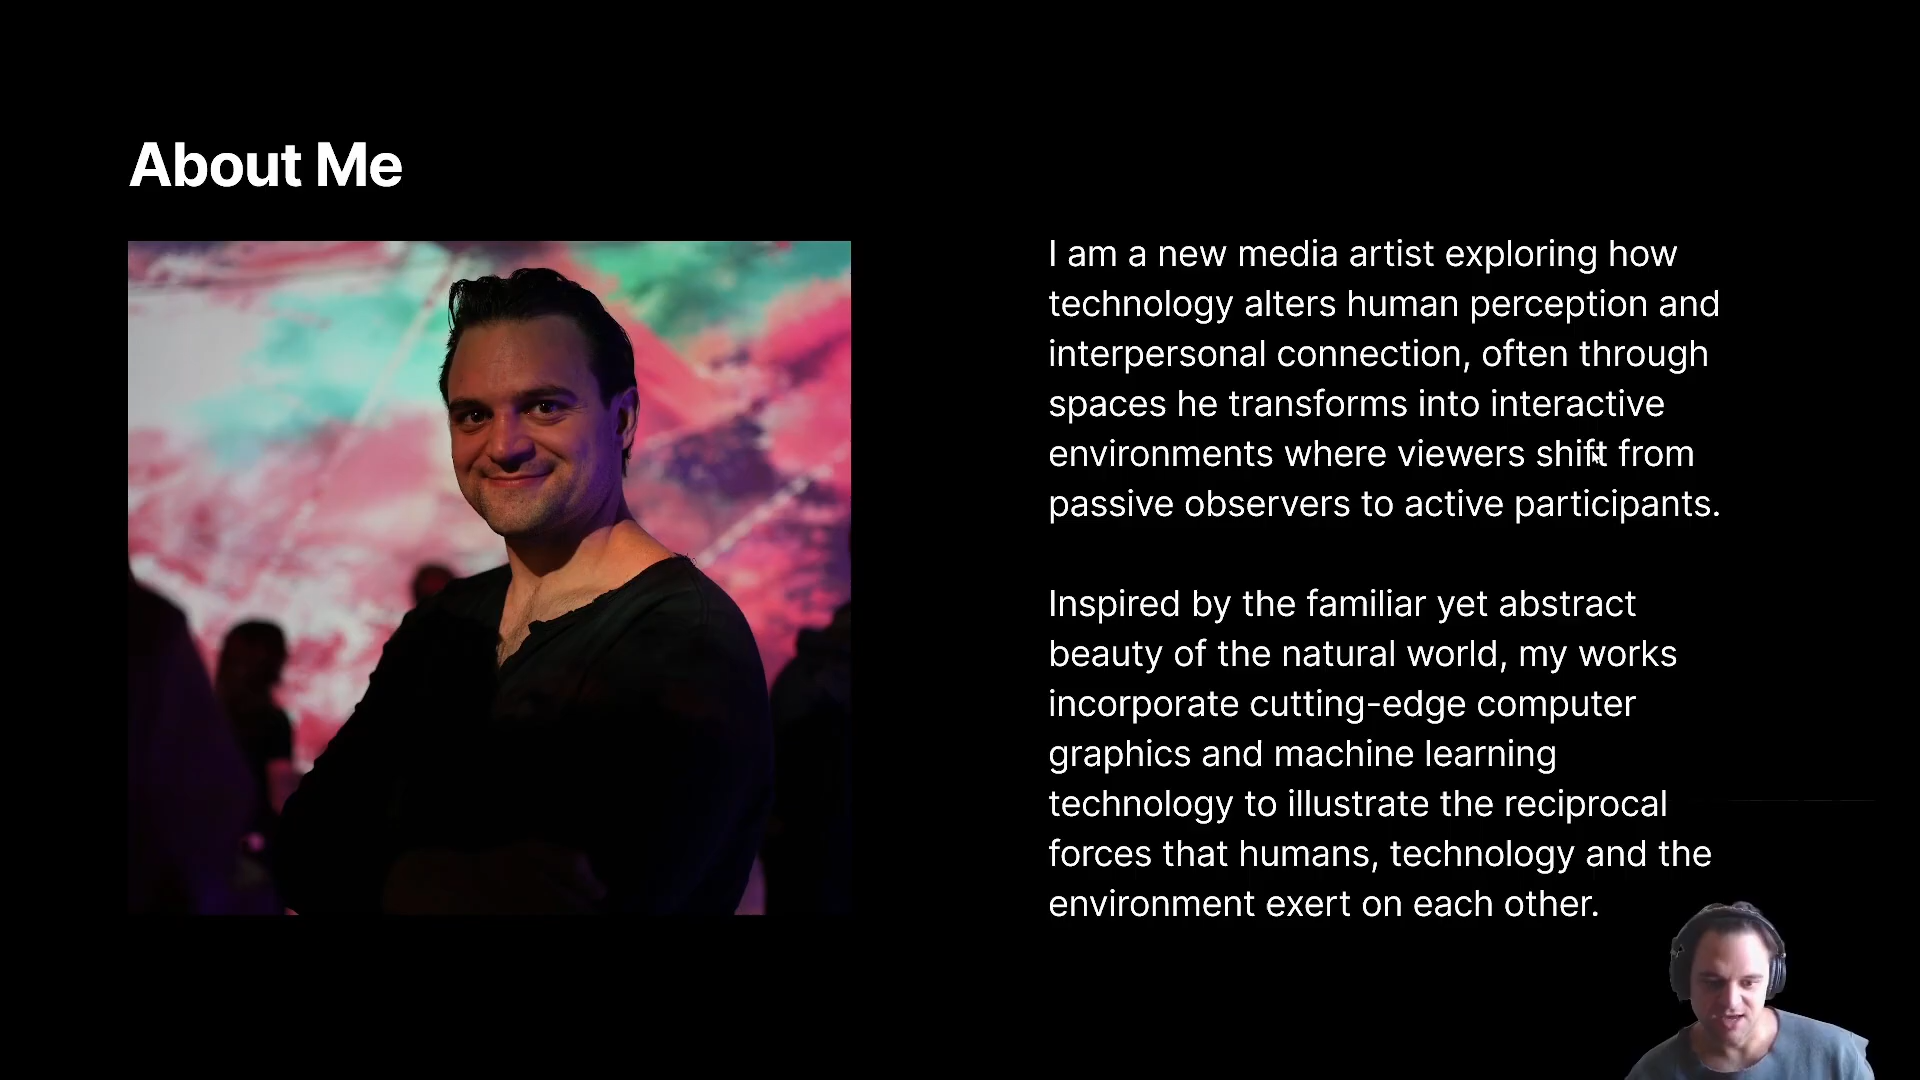 About Me
I am a new media artist exploring how
technology alters human perception and
interpersonal connection, often through
spaces he transforms into interactive
environments where viewers shift from
passive observers to active participants.
Inspired by the familiar yet abstract
beauty of the natural world, my works
incorporate cutting-edge computer
graphics and machine learning
technology to illustrate the reciprocal
forces that humans, technology and the
environment exert on each other.